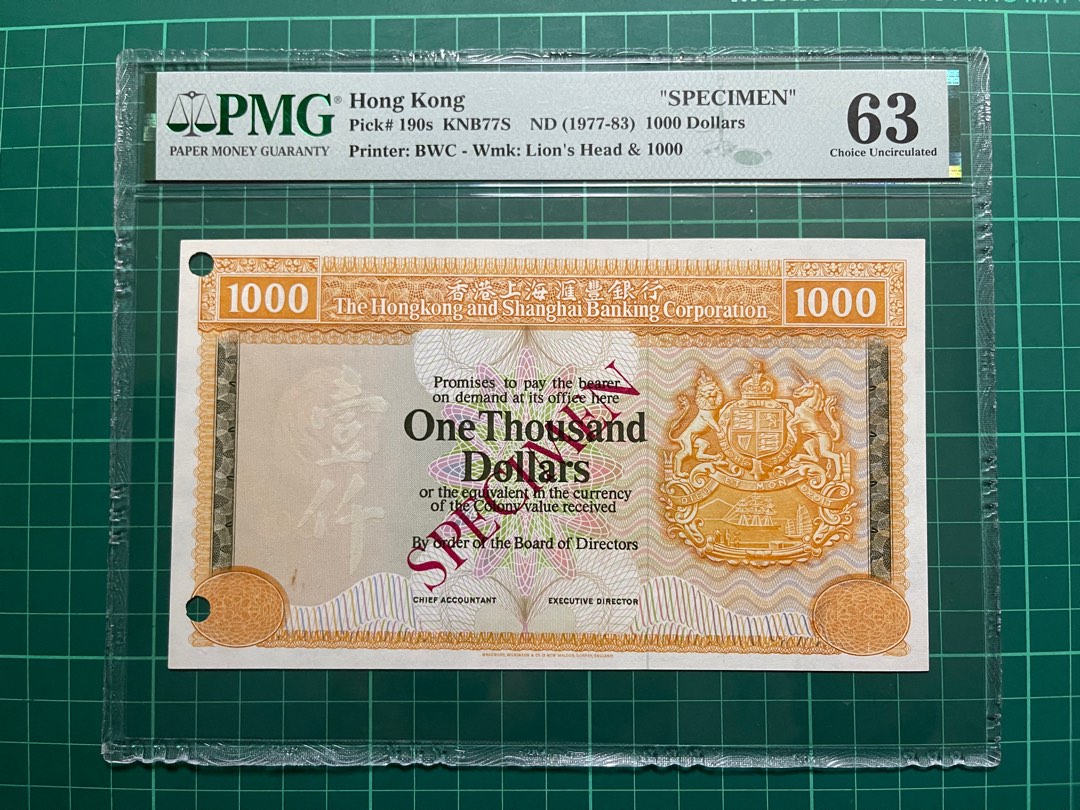 PMG®
PAPER MONEY GUARANTY
Hong Kong "SPECIMEN"
Pick# 190s KNB77S ND (1977-83) 1000 Dollars
Printer: BWC - Wmk: Lion's Head & 1000
63
Choice Uncirculated
1000
香港上海滙豐銀行
The Hongkong and Shanghai Banking Corporation
1000
壹仟
Promises to pay the bearer
on demand at its office here
One Thousand
Dollars
or the equivalent in the currency
of the Colony value received
By order of the Board of Directors
SPECIMEN
CHIEF ACCOUNTANT EXECUTIVE DIRECTOR